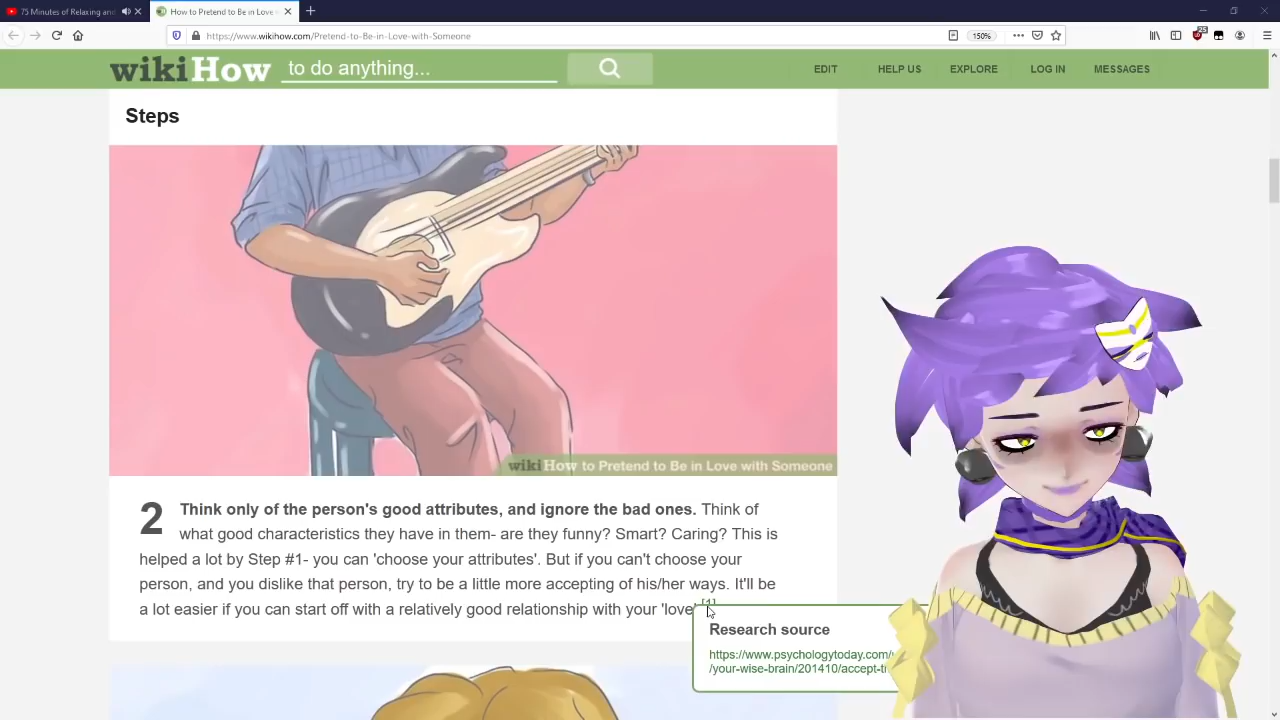 75 Minutes of Relaxing and
How to Pretend to Be in Love
https://www.wikihow.com/Pretend-to-Be-in-Love-with-Someone
150%
wikiHow to do anything...
EDIT
HELP US
EXPLORE
LOG IN
MESSAGES
Steps
wikiHow to Pretend to Be in Love with Someone
2 Think only of the person's good attributes, and ignore the bad ones. Think of
what good characteristics they have in them- are they funny? Smart? Caring? This is
helped a lot by Step #1- you can 'choose your attributes'. But if you can't choose your
person, and you dislike that person, try to be a little more accepting of his/her ways. It'll be
a lot easier if you can start off with a relatively good relationship with your 'love'. [1]
Research source
https://www.psychologytoday.com/
/your-wise-brain/201410/accept-